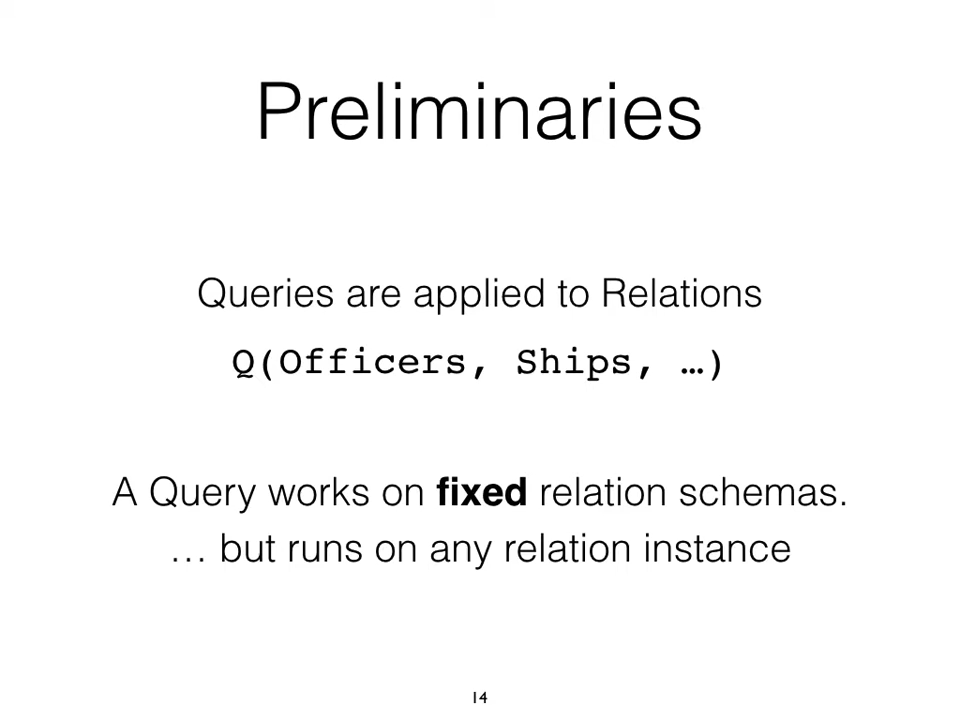 Preliminaries
Queries are applied to Relations
Q(Officers, Ships, …)
A Query works on fixed relation schemas.
… but runs on any relation instance
14